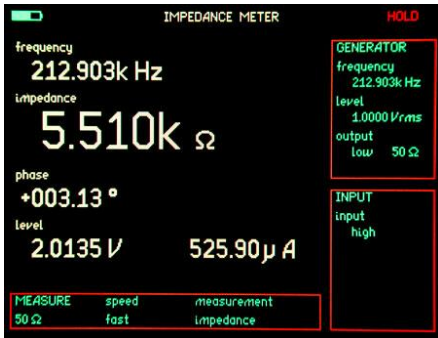 IMPEDANCE METER HOLD
frequency
212.903k Hz
impedance
5.510k Ω
phase
+003.13 °
level
2.0135 V 525.90μ A
GENERATOR
frequency
212.903k Hz
level
1.0000 Vrms
output
low 50 Ω
INPUT
input
high
MEASURE speed measurement
50 Ω fast impedance